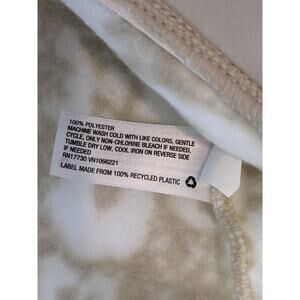 100% POLYESTER
MACHINE WASH COLD WITH LIKE COLORS, GENTLE
CYCLE, ONLY NON-CHLORINE BLEACH IF NEEDED,
TUMBLE DRY LOW, COOL IRON ON REVERSE SIDE
IF NEEDED
RN17730 VN1066221
LABEL MADE FROM 100% RECYCLED PLASTIC